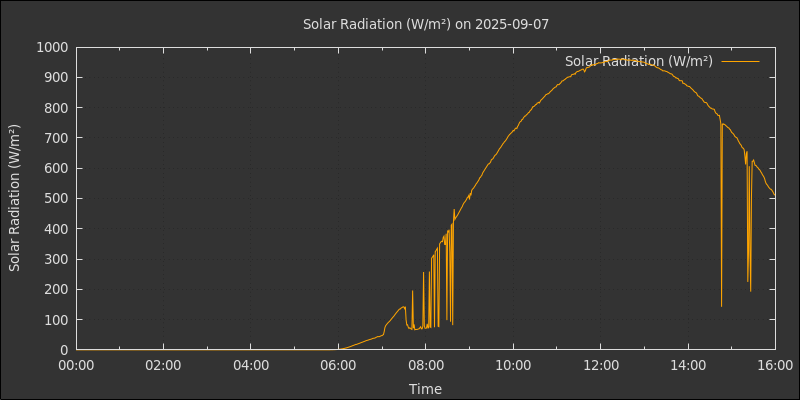 Solar Radiation (W/m²) on 2025-09-07
Solar Radiation (W/m²)
Solar Radiation (W/m²)
1000
900
800
700
600
500
400
300
200
100
0
00:00 02:00 04:00 06:00 08:00 10:00 12:00 14:00 16:00
Time